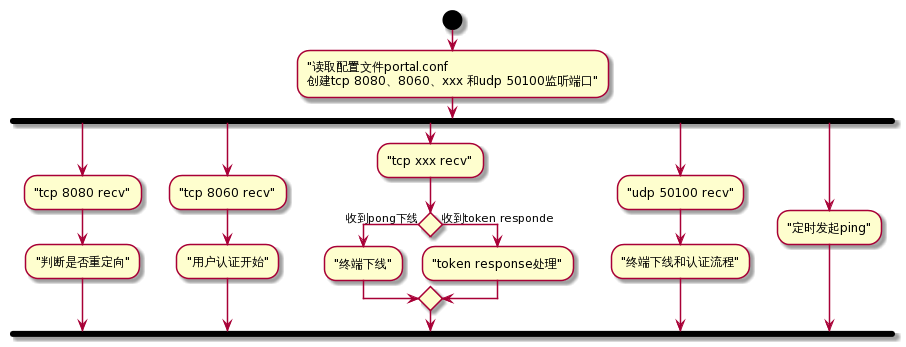 "读取配置文件portal.conf
创建tcp 8080、8060、xxx 和udp 50100监听端口"
"tcp xxx recv"
"tcp 8080 recv"
"tcp 8060 recv"
"udp 50100 recv"
收到pong下线
收到token responde
"定时发起ping"
"判断是否重定向"
"用户认证开始"
"终端下线"
"token response处理"
"终端下线和认证流程"